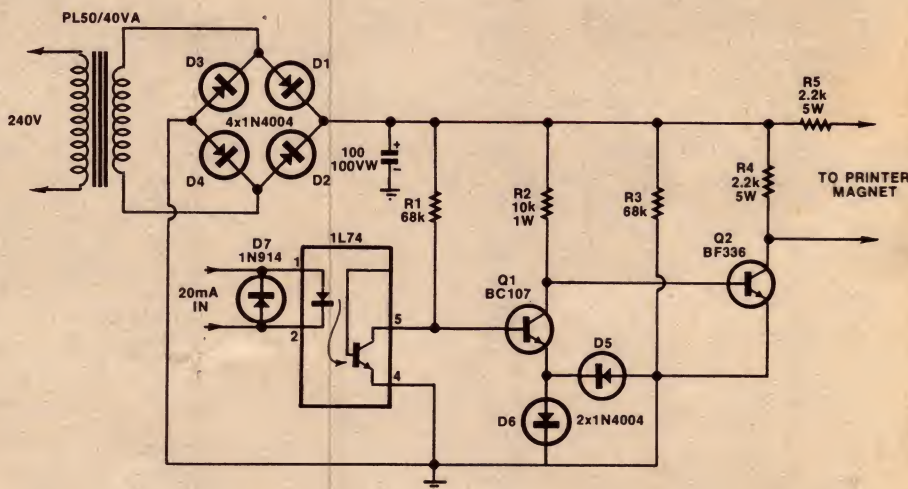 PL50/40VA
240V
D3
D1
4x1N4004
D4
D2
100
100VW
+
-
R1
68k
R2
10k
1W
R3
68k
R5
2.2k
5W
R4
2.2k
5W
TO PRINTER
MAGNET
D7
1N914
20mA
IN
1L74
1
2
5
4
Q1
BC107
Q2
BF336
D5
D6
2x1N4004